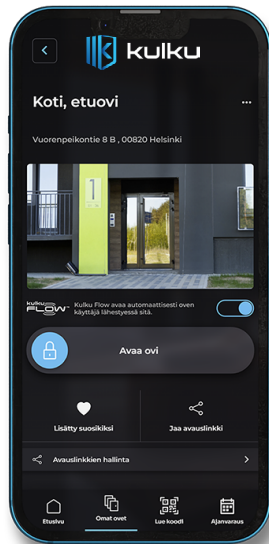 kulku
Koti, etuovi
Vuorenpeikontie 8 B , 00820 Helsinki
1
kulku
FLOW™
Kulku Flow avaa automaattisesti oven
käyttäjä lähestyessä sitä.
Avaa ovi
Lisätty suosikiksi
Jaa avauslinkki
Avauslinkkien hallinta
Etusivu
Omat ovet
Lue koodi
Ajanvaraus